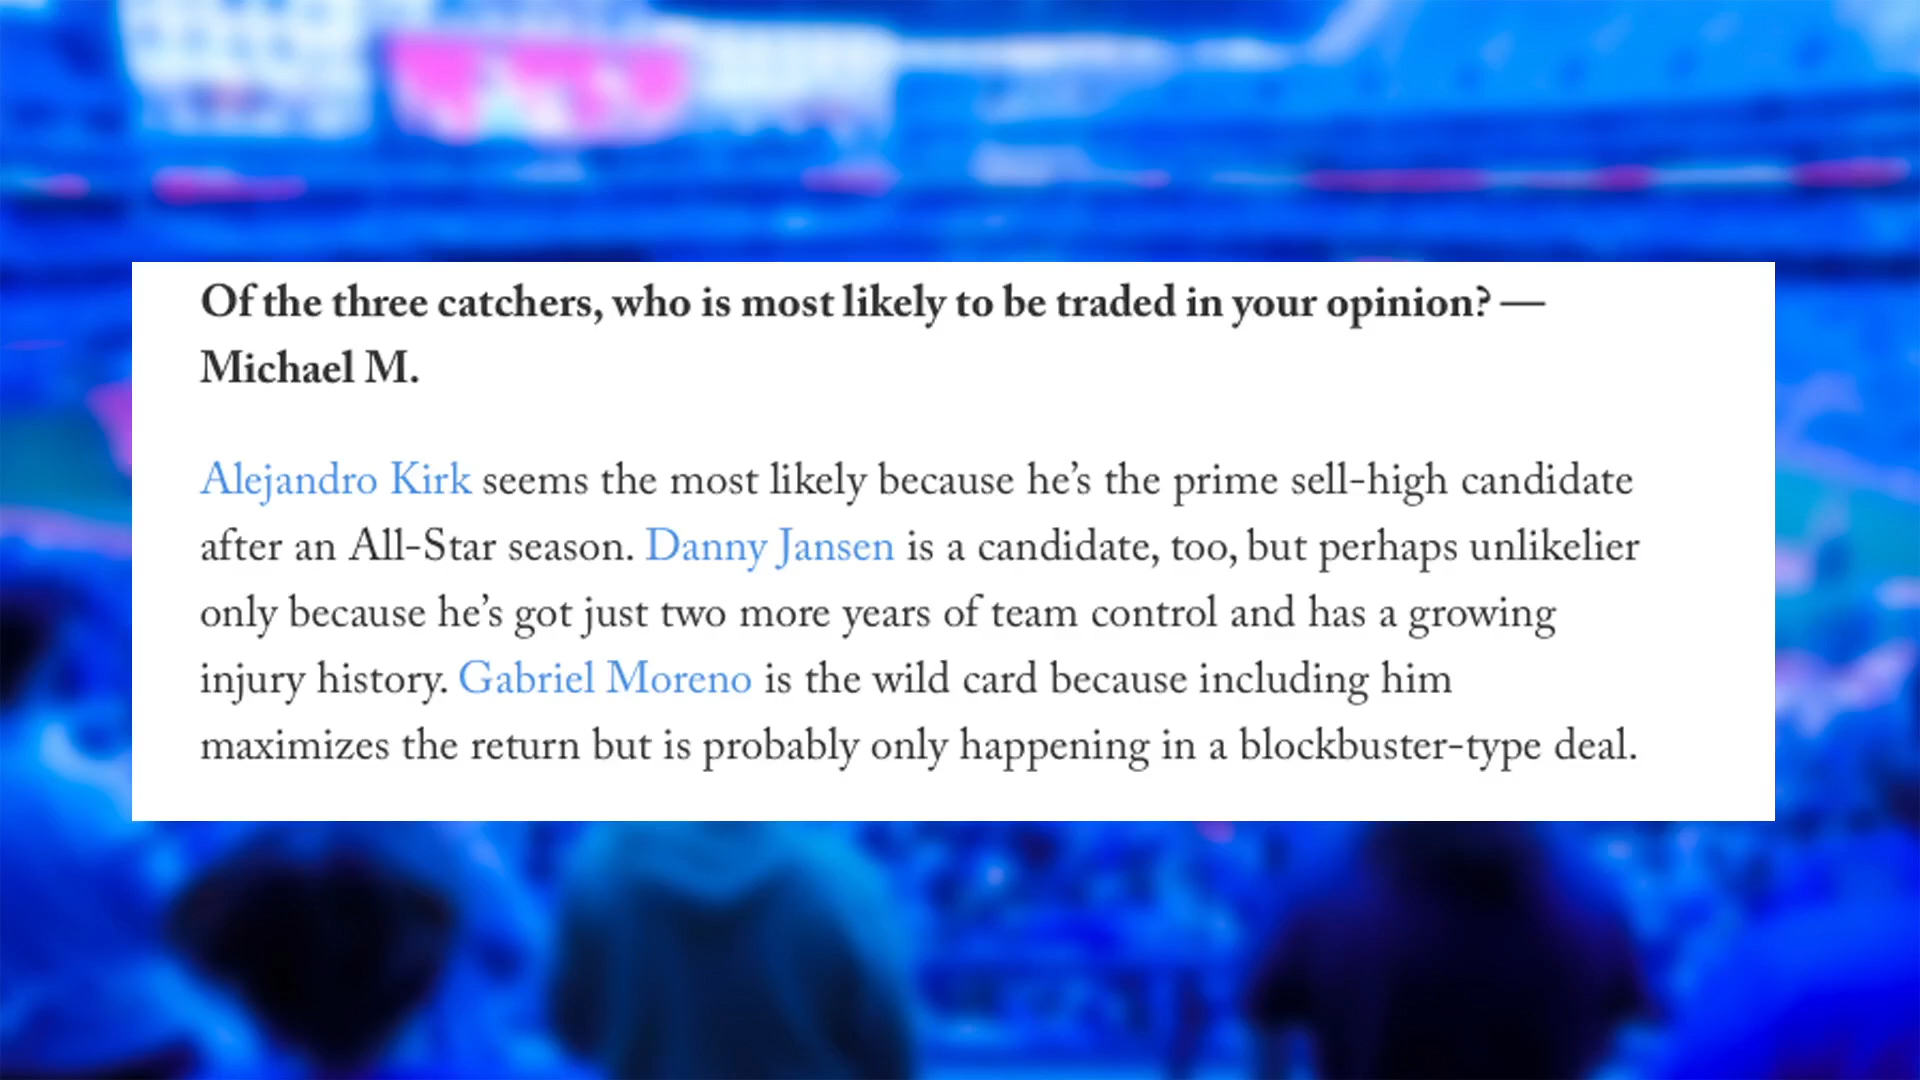 Of the three catchers, who is most likely to be traded in your opinion? —
Michael M.
Alejandro Kirk seems the most likely because he’s the prime sell-high candidate
after an All-Star season. Danny Jansen is a candidate, too, but perhaps unlikelier
only because he’s got just two more years of team control and has a growing
injury history. Gabriel Moreno is the wild card because including him
maximizes the return but is probably only happening in a blockbuster-type deal.